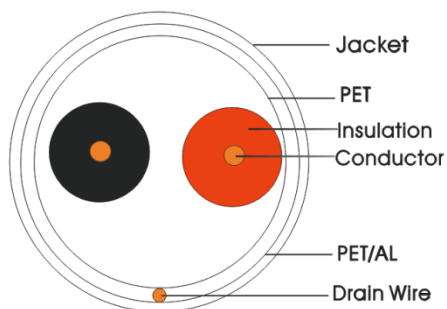 Jacket
PET
Insulation
Conductor
PET/AL
Drain Wire